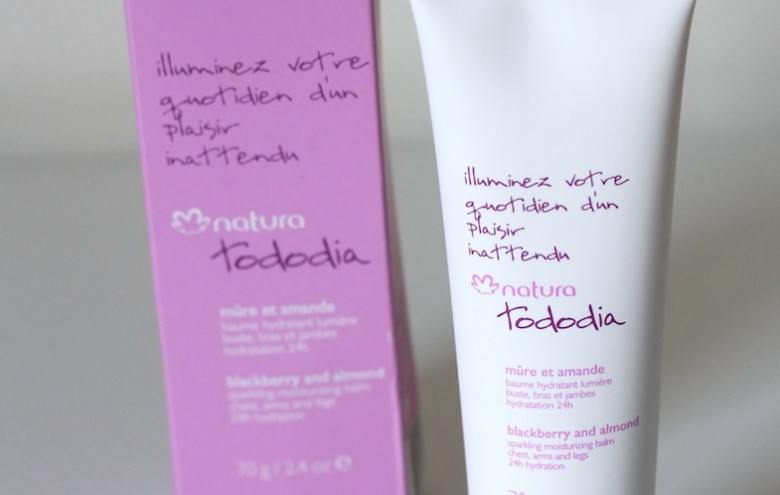 illuminez votre
quotidien d'un
plaisir
inattendu
natura
tododia
mûre et amande
baume hydratant lumière
buste, bras et jambes
hydratation 24h
blackberry and almond
sparkling moisturizing balm
chest, arms and legs
24h hydration
70 g / 2.4 oz ℮
illuminez votre
quotidien d'un
plaisir
inattendu
natura
tododia
mûre et amande
baume hydratant lumière
buste, bras et jambes
hydratation 24h
blackberry and almond
sparkling moisturizing balm
chest, arms and legs
24h hydration